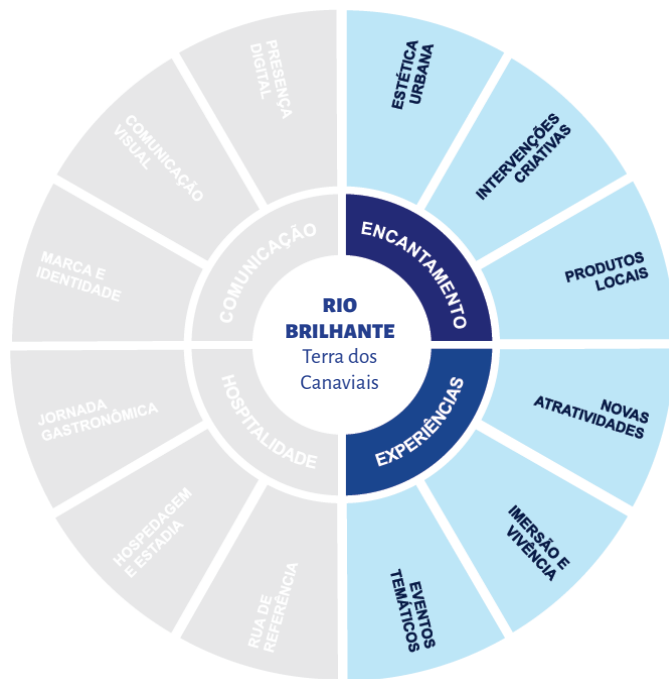 PRESENÇA
DIGITAL
ESTÉTICA
URBANA
COMUNICAÇÃO
VISUAL
INTERVENÇÕES
CRIATIVAS
MARCA E
IDENTIDADE
PRODUTOS
LOCAIS
COMUNICAÇÃO
ENCANTAMENTO
RIO
BRILHANTE
Terra dos
Canaviais
HOSPITALIDADE
EXPERIÊNCIAS
JORNADA
GASTRONÔMICA
NOVAS
ATRATIVIDADES
HOSPEDAGEM
E ESTADIA
IMERSÃO E
VIVÊNCIA
RUA DE
REFERÊNCIA
EVENTOS
TEMÁTICOS